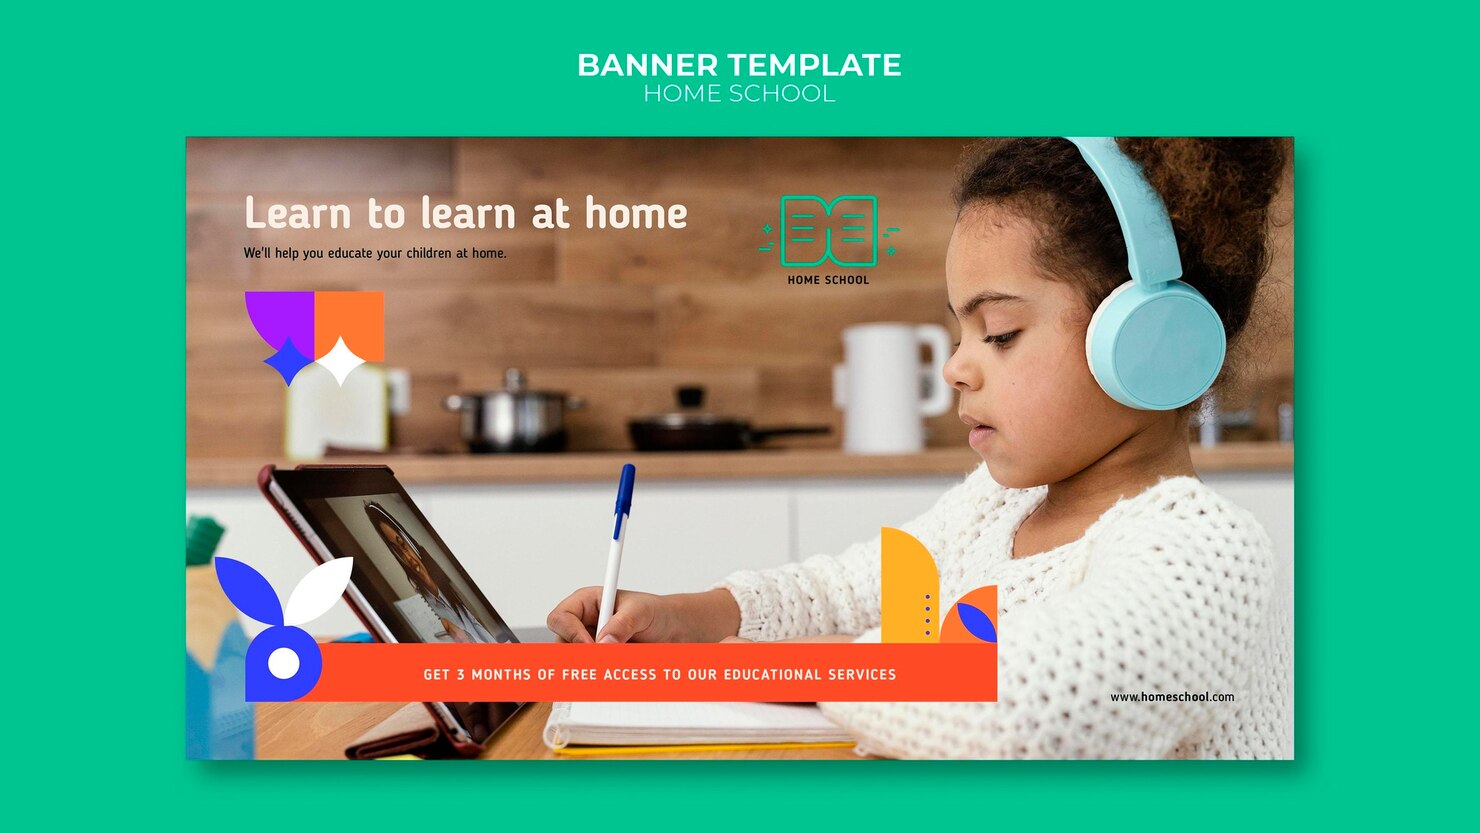 BANNER TEMPLATE
HOME SCHOOL
Learn to learn at home
We'll help you educate your children at home.
HOME SCHOOL
GET 3 MONTHS OF FREE ACCESS TO OUR EDUCATIONAL SERVICES
www.homeschool.com